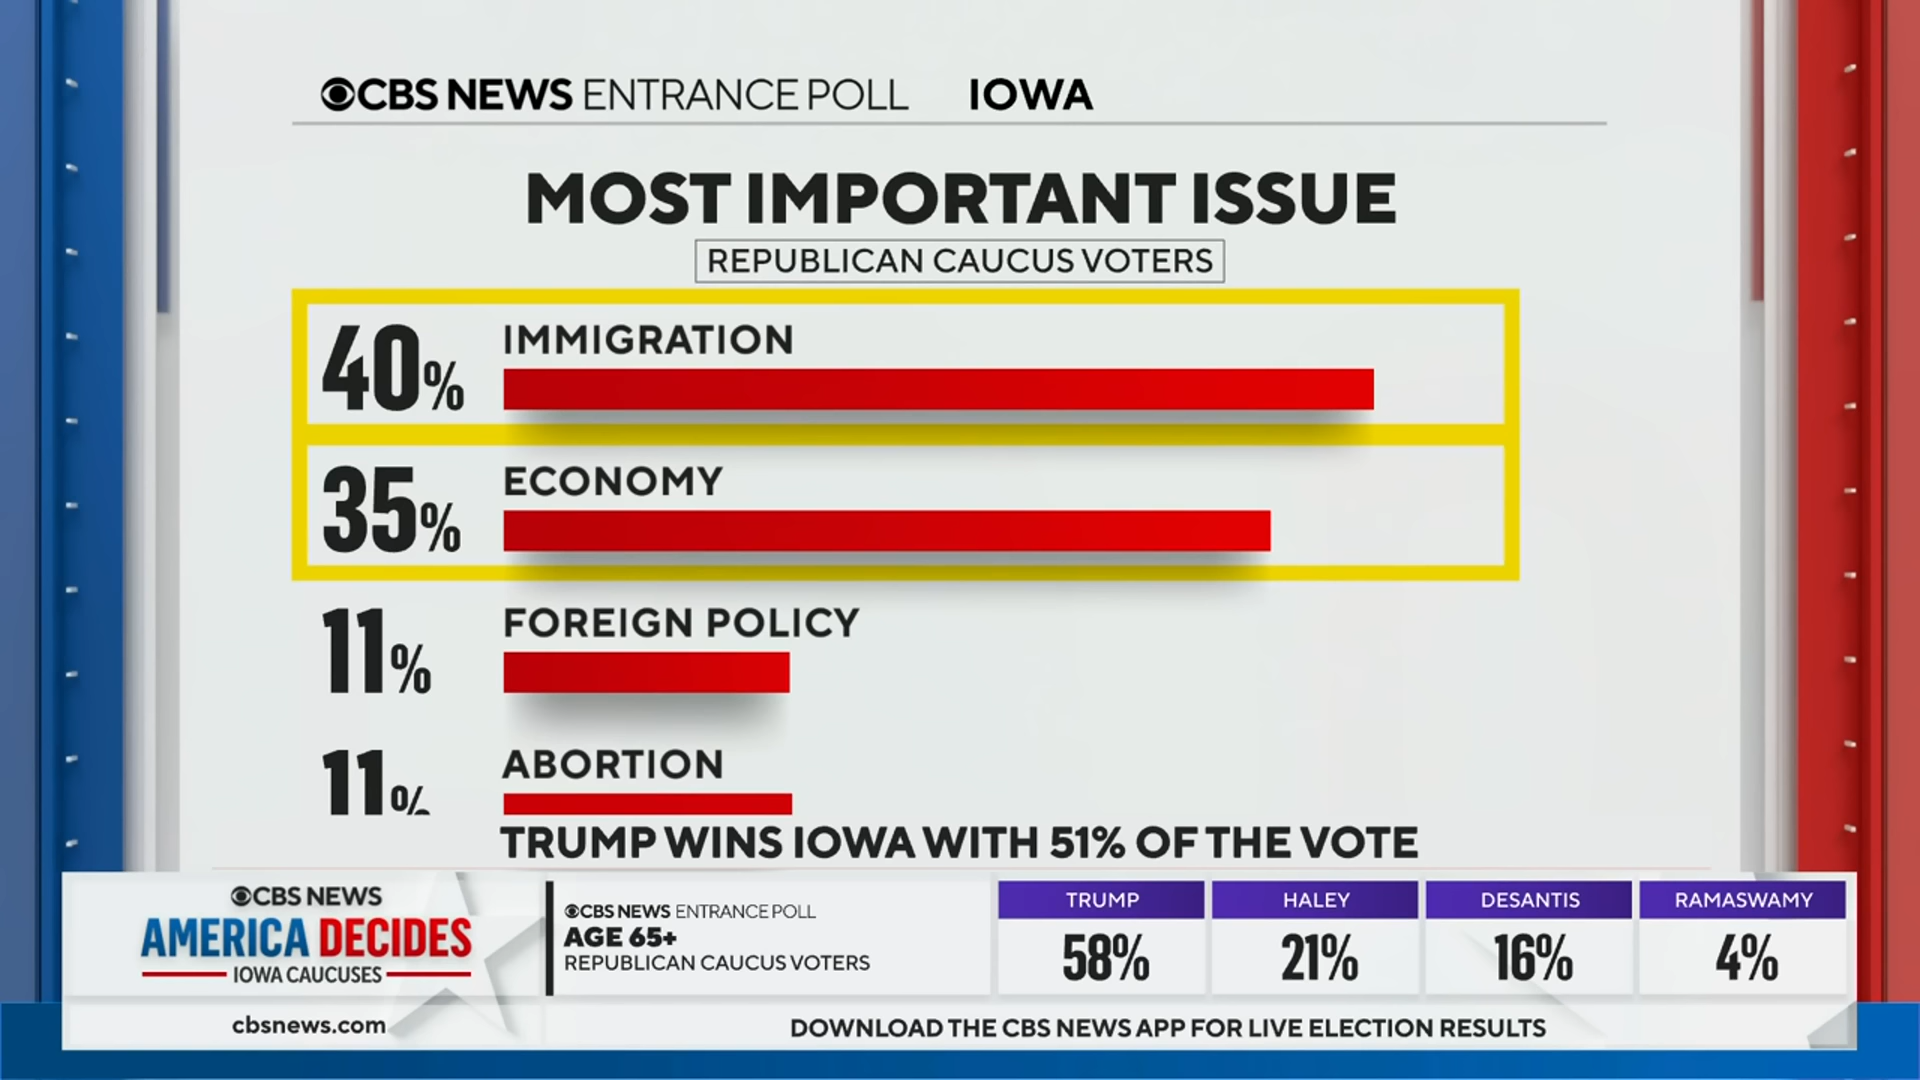 CBS NEWS ENTRANCE POLL IOWA
MOST IMPORTANT ISSUE
REPUBLICAN CAUCUS VOTERS
40% IMMIGRATION
35% ECONOMY
11% FOREIGN POLICY
11% ABORTION
TRUMP WINS IOWA WITH 51% OF THE VOTE
CBS NEWS
AMERICA DECIDES
IOWA CAUCUSES
cbsnews.com
CBS NEWS ENTRANCE POLL
AGE 65+
REPUBLICAN CAUCUS VOTERS
TRUMP HALEY DESANTIS RAMASWAMY
58% 21% 16% 4%
DOWNLOAD THE CBS NEWS APP FOR LIVE ELECTION RESULTS